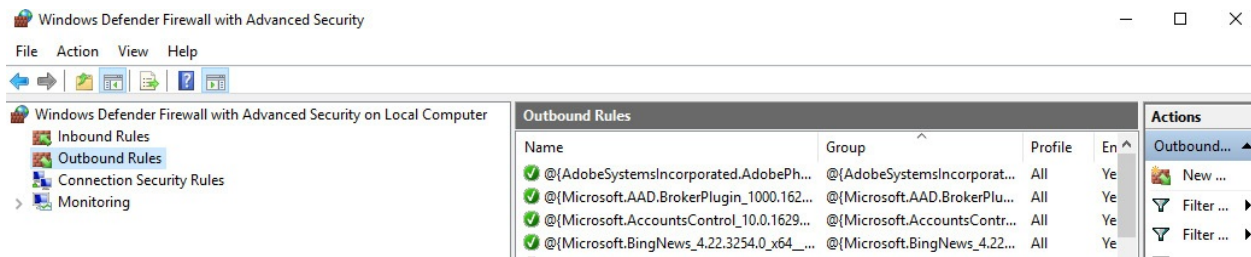 Windows Defender Firewall with Advanced Security
File Action View Help
Windows Defender Firewall with Advanced Security on Local Computer
Inbound Rules
Outbound Rules
Connection Security Rules
Monitoring
Outbound Rules
Name Group Profile En
@{AdobeSystemsIncorporated.AdobePh... @{AdobeSystemsIncorporat... All Ye
@{Microsoft.AAD.BrokerPlugin_1000.162... @{Microsoft.AAD.BrokerPlu... All Ye
@{Microsoft.AccountsControl_10.0.1629... @{Microsoft.AccountsContr... All Ye
@{Microsoft.BingNews_4.22.3254.0_x64__... @{Microsoft.BingNews_4.22... All Ye
Actions
Outbound...
New ...
Filter ...
Filter ...